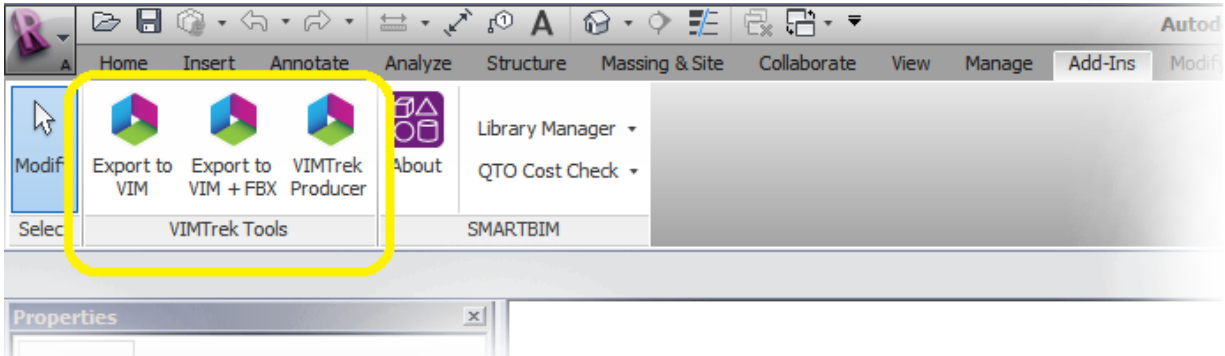 Autod
A
Home Insert Annotate Analyze Structure Massing & Site Collaborate View Manage Add-Ins Modify
Modif
Export to VIM
Export to VIM + FBX
VIMTrek Producer
About
Library Manager
QTO Cost Check
Selec
VIMTrek Tools
SMARTBIM
Properties